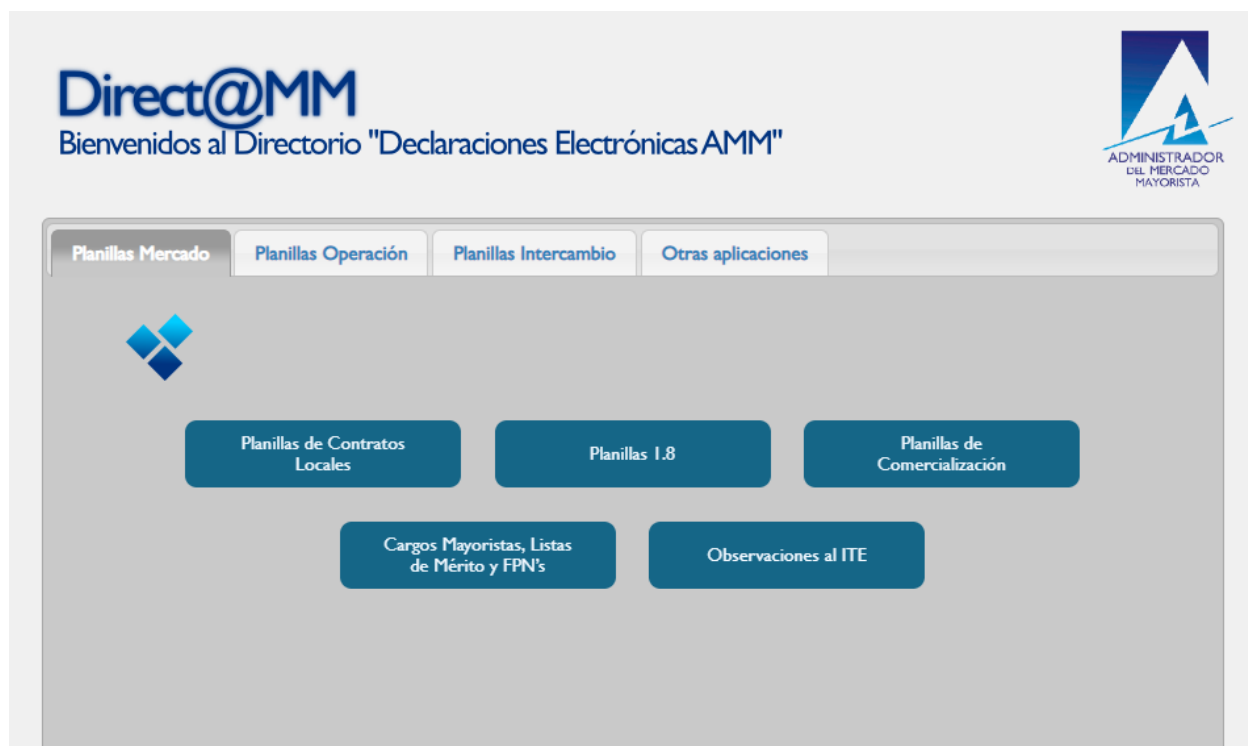 Direct@MM
Bienvenidos al Directorio "Declaraciones Electrónicas AMM"
ADMINISTRADOR
DEL MERCADO
MAYORISTA
Planillas Mercado
Planillas Operación
Planillas Intercambio
Otras aplicaciones
Planillas de Contratos
Locales
Planillas 1.8
Planillas de
Comercialización
Cargos Mayoristas, Listas
de Mérito y FPN's
Observaciones al ITE